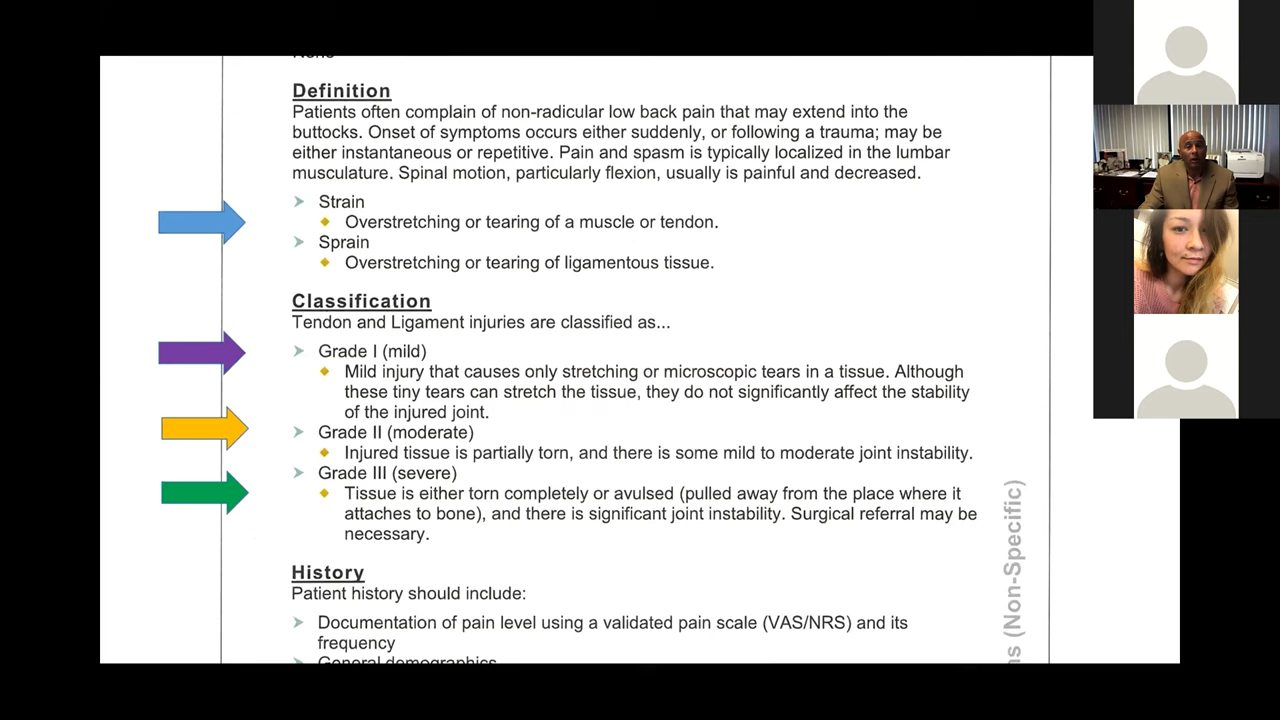 Definition
Patients often complain of non-radicular low back pain that may extend into the
buttocks. Onset of symptoms occurs either suddenly, or following a trauma; may be
either instantaneous or repetitive. Pain and spasm is typically localized in the lumbar
musculature. Spinal motion, particularly flexion, usually is painful and decreased.
Strain
Overstretching or tearing of a muscle or tendon.
Sprain
Overstretching or tearing of ligamentous tissue.
Classification
Tendon and Ligament injuries are classified as...
Grade I (mild)
Mild injury that causes only stretching or microscopic tears in a tissue. Although
these tiny tears can stretch the tissue, they do not significantly affect the stability
of the injured joint.
Grade II (moderate)
Injured tissue is partially torn, and there is some mild to moderate joint instability.
Grade III (severe)
Tissue is either torn completely or avulsed (pulled away from the place where it
attaches to bone), and there is significant joint instability. Surgical referral may be
necessary.
History
Patient history should include:
Documentation of pain level using a validated pain scale (VAS/NRS) and its
frequency
General demographics
(Non-Specific)